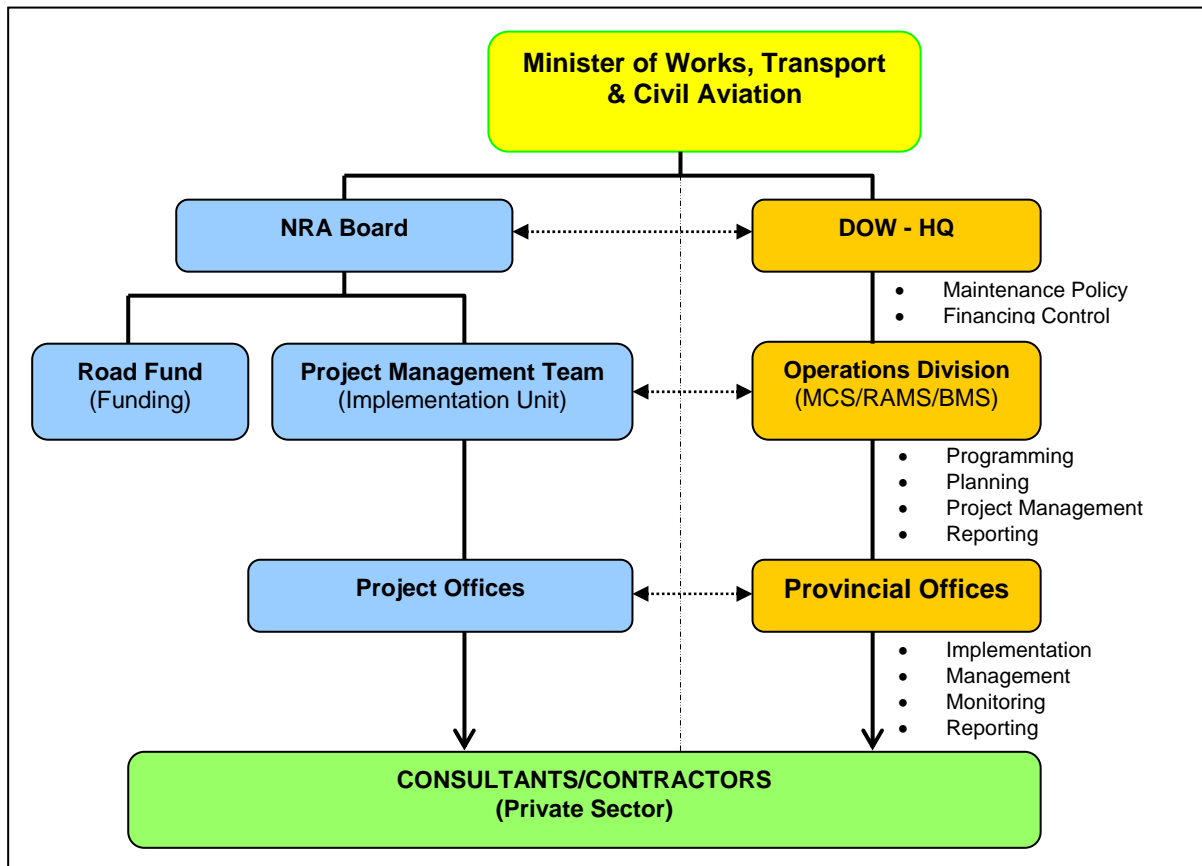 Minister of Works, Transport
& Civil Aviation
NRA Board
DOW - HQ
• Maintenance Policy
• Financing Control
Road Fund
(Funding)
Project Management Team
(Implementation Unit)
Operations Division
(MCS/RAMS/BMS)
• Programming
• Planning
• Project Management
• Reporting
Project Offices
Provincial Offices
• Implementation
• Management
• Monitoring
• Reporting
CONSULTANTS/CONTRACTORS
(Private Sector)